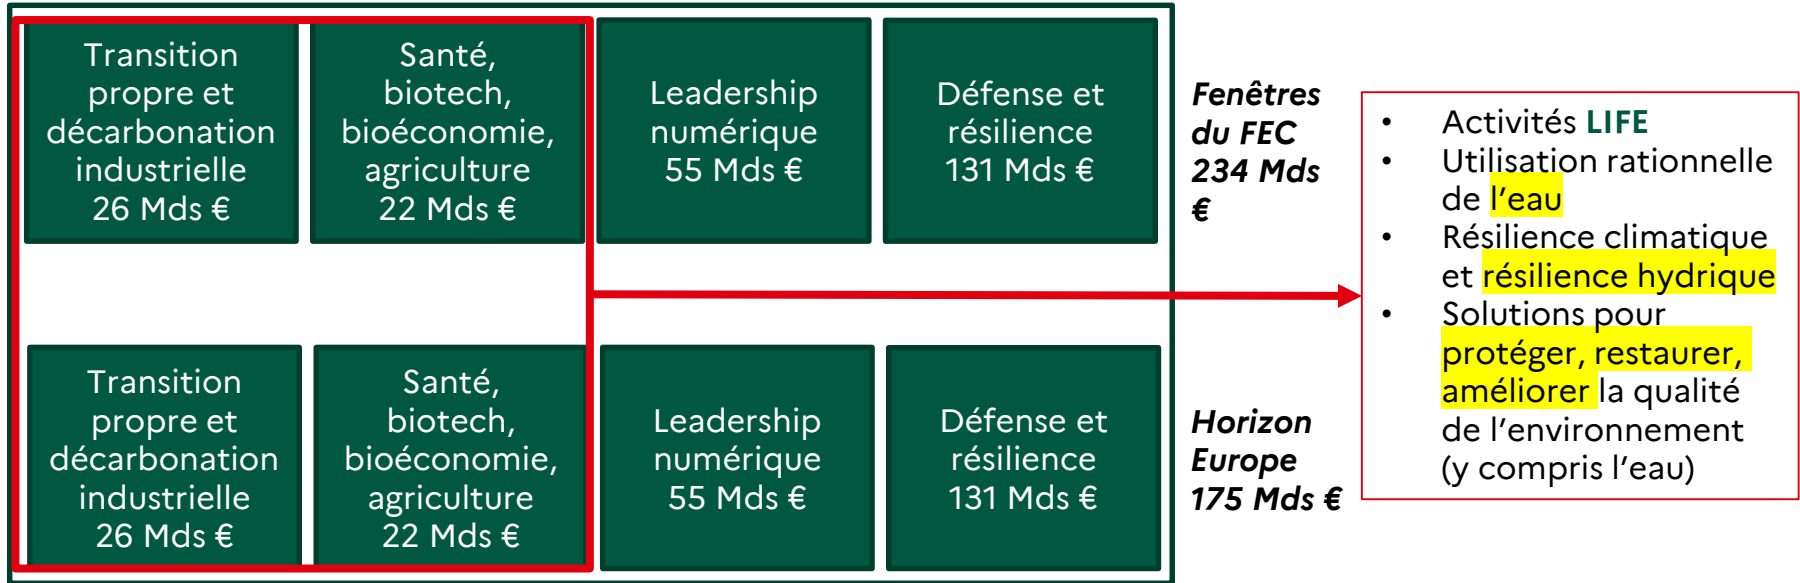 Transition
propre et
décarbonation
industrielle
26 Mds €
Santé,
biotech,
bioéconomie,
agriculture
22 Mds €
Leadership
numérique
55 Mds €
Défense et
résilience
131 Mds €
Fenêtres
du FEC
234 Mds
€
Transition
propre et
décarbonation
industrielle
26 Mds €
Santé,
biotech,
bioéconomie,
agriculture
22 Mds €
Leadership
numérique
55 Mds €
Défense et
résilience
131 Mds €
Horizon
Europe
175 Mds €
• Activités LIFE
• Utilisation rationnelle
de l’eau
• Résilience climatique
et résilience hydrique
• Solutions pour
protéger, restaurer,
améliorer la qualité
de l’environnement
(y compris l’eau)